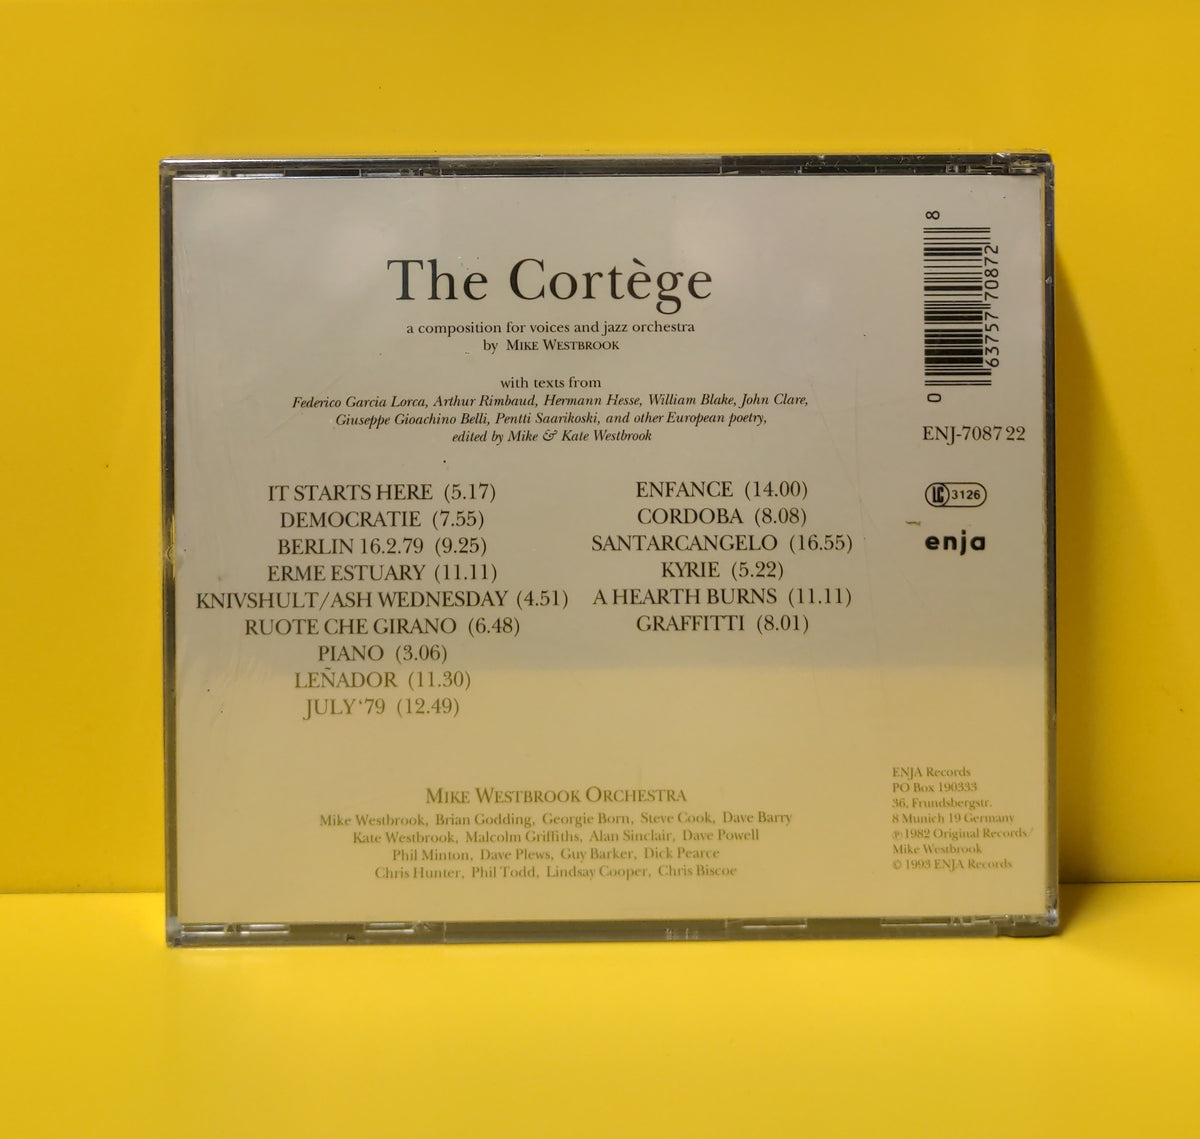 The Cortège
a composition for voices and jazz orchestra
by MIKE WESTBROOK
with texts from
Federico Garcia Lorca, Arthur Rimbaud, Hermann Hesse, William Blake, John Clare,
Giuseppe Gioachino Belli, Pentti Saarikoski, and other European poetry,
edited by Mike & Kate Westbrook
IT STARTS HERE (5.17)
DEMOCRATIE (7.55)
BERLIN 16.2.79 (9.25)
ERME ESTUARY (11.11)
KNIVSHULT/ASH WEDNESDAY (4.51)
RUOTE CHE GIRANO (6.48)
PIANO (3.06)
LEÑADOR (11.30)
JULY ‘79 (12.49)
ENFANCE (14.00)
CORDOBA (8.08)
SANTARCANGELO (16.55)
KYRIE (5.22)
A HEARTH BURNS (11.11)
GRAFFITTI (8.01)
MIKE WESTBROOK ORCHESTRA
Mike Westbrook, Brian Godding, Georgie Born, Steve Cook, Dave Barry
Kate Westbrook, Malcolm Griffiths, Alan Sinclair, Dave Powell
Phil Minton, Dave Plews, Guy Barker, Dick Pearce
Chris Hunter, Phil Todd, Lindsay Cooper, Chris Biscoe
0 63757 70872 8
ENJ-7087 22
LC 3126
enja
ENJA Records
PO Box 190333
36, Frundsbergstr.
8 Munich 19 Germany
℗ 1982 Original Records/
Mike Westbrook
© 1993 ENJA Records